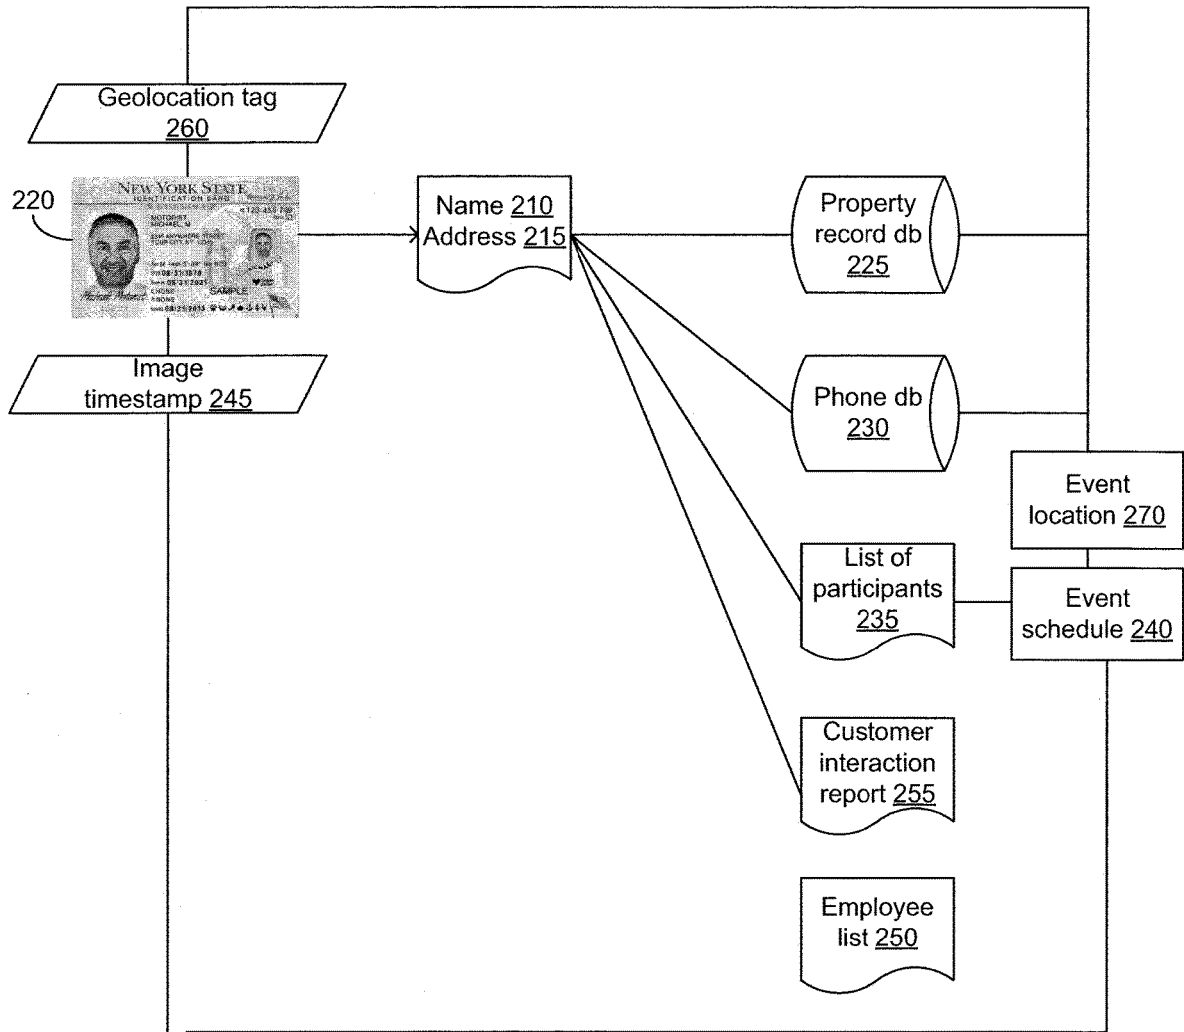 Geolocation tag
260
220
NEW YORK STATE
IDENTIFICATION CARD
MOTORIST
MICHAEL, M
SAMPLE
Name 210
Address 215
Property
record db
225
Image
timestamp 245
Phone db
230
Event
location 270
List of
participants
235
Event
schedule 240
Customer
interaction
report 255
Employee
list 250